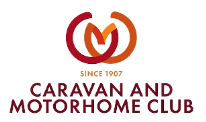 SINCE 1907
CARAVAN AND
MOTORHOME CLUB